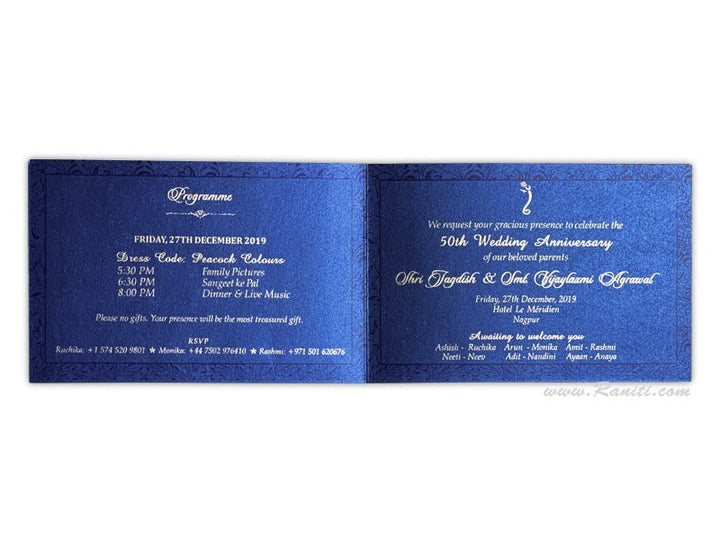 Programme
FRIDAY, 27TH DECEMBER 2019
Dress Code: Peacock Colours
5:30 PM Family Pictures
6:30 PM Sangeet ke Pal
8:00 PM Dinner & Live Music
Please no gifts. Your presence will be the most treasured gift.
RSVP
Ruchika: +1 574 520 9801 ★ Monika: +44 7502 976410 ★ Rashmi: +971 501 620676
We request your gracious presence to celebrate the
50th Wedding Anniversary
of our beloved parents
Shri Jagdish & Smt. Vijaylaxmi Agrawal
Friday, 27th December, 2019
Hotel Le Méridien
Nagpur
Awaiting to welcome you
Ashish - Ruchika Arun - Monika Amit - Rashmi
Neeti - Neev Adit - Nandini Ayaan - Anaya
www.Raniti.com